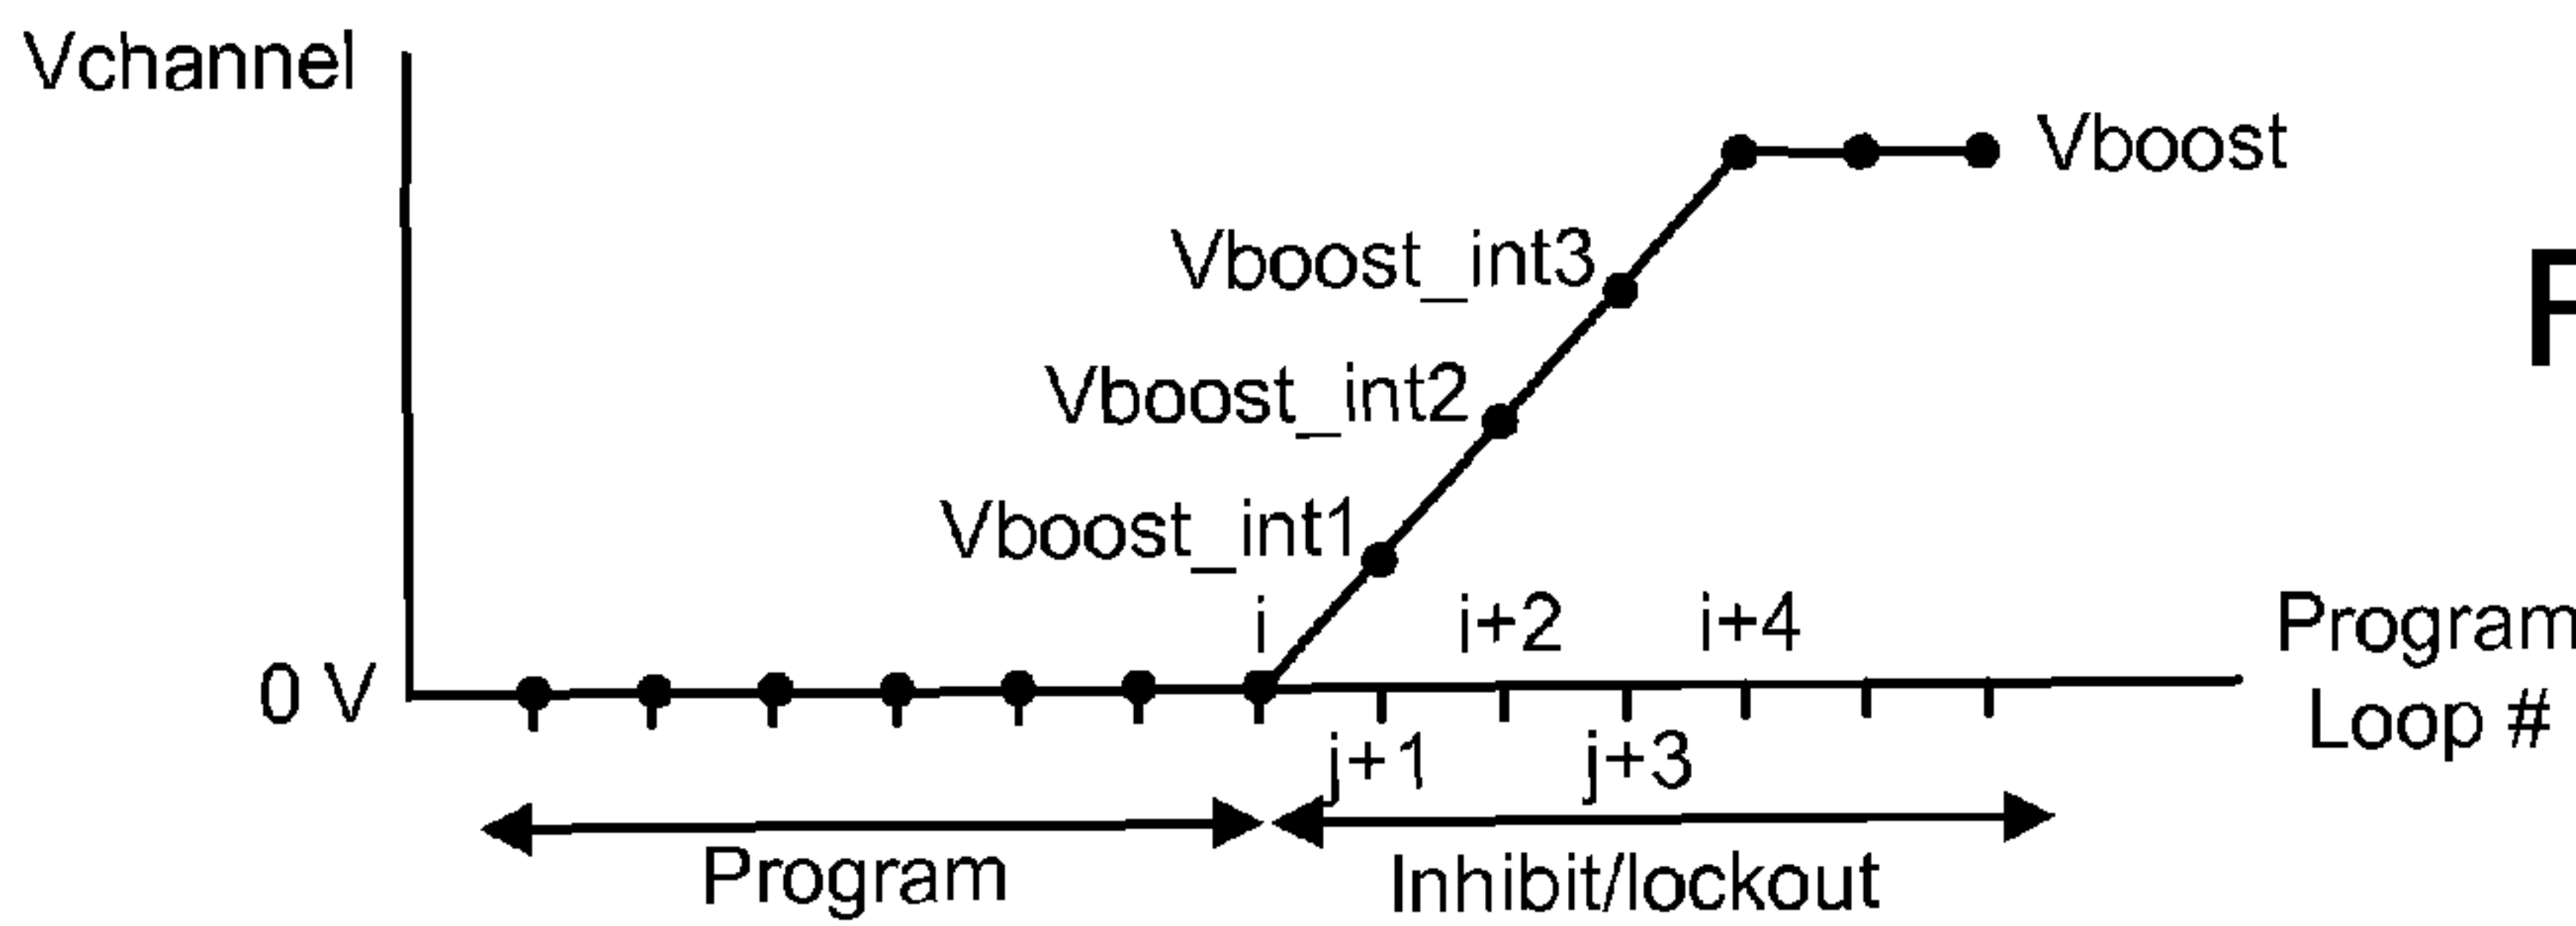 Vchannel
Vboost
Vboost_int3
Vboost_int2
Vboost_int1
i
i+2
i+4
0 V
Program
Loop #
j+1
j+3
Program
Inhibit/lockout